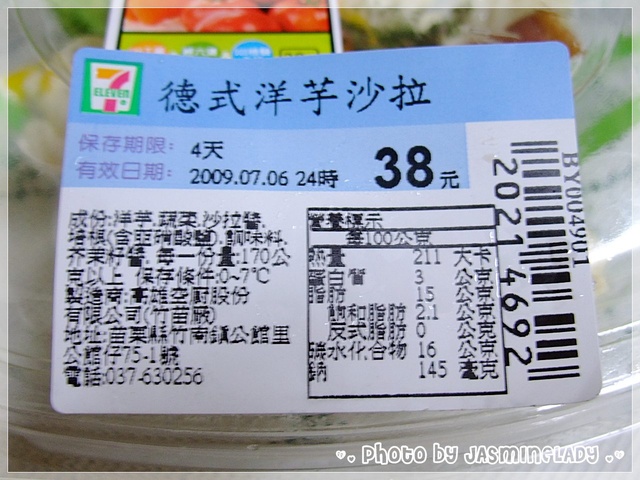 7
ELEVEN
德式洋芋沙拉
保存期限: 4天
有效日期: 2009.07.06 24時
38元
成份:洋芋.蔬菜.沙拉醬.
培根(含亞硝酸鹽).調味料.
芥茉籽醬.每一份量:170公
克以上 保存條件:0~7℃
製造商:高雄空廚股份
有限公司(竹苗廠)
地址:苗栗縣竹南鎮公館里
公館仔75-1號
電話:037-630256
營養標示
每100公克
熱量 211 大卡
蛋白質 3 公克
脂肪 15 公克
飽和脂肪 2.1 公克
反式脂肪 0 公克
碳水化合物 16 公克
鈉 145 毫克
BY004901
20214692
Photo by JASMINELADY